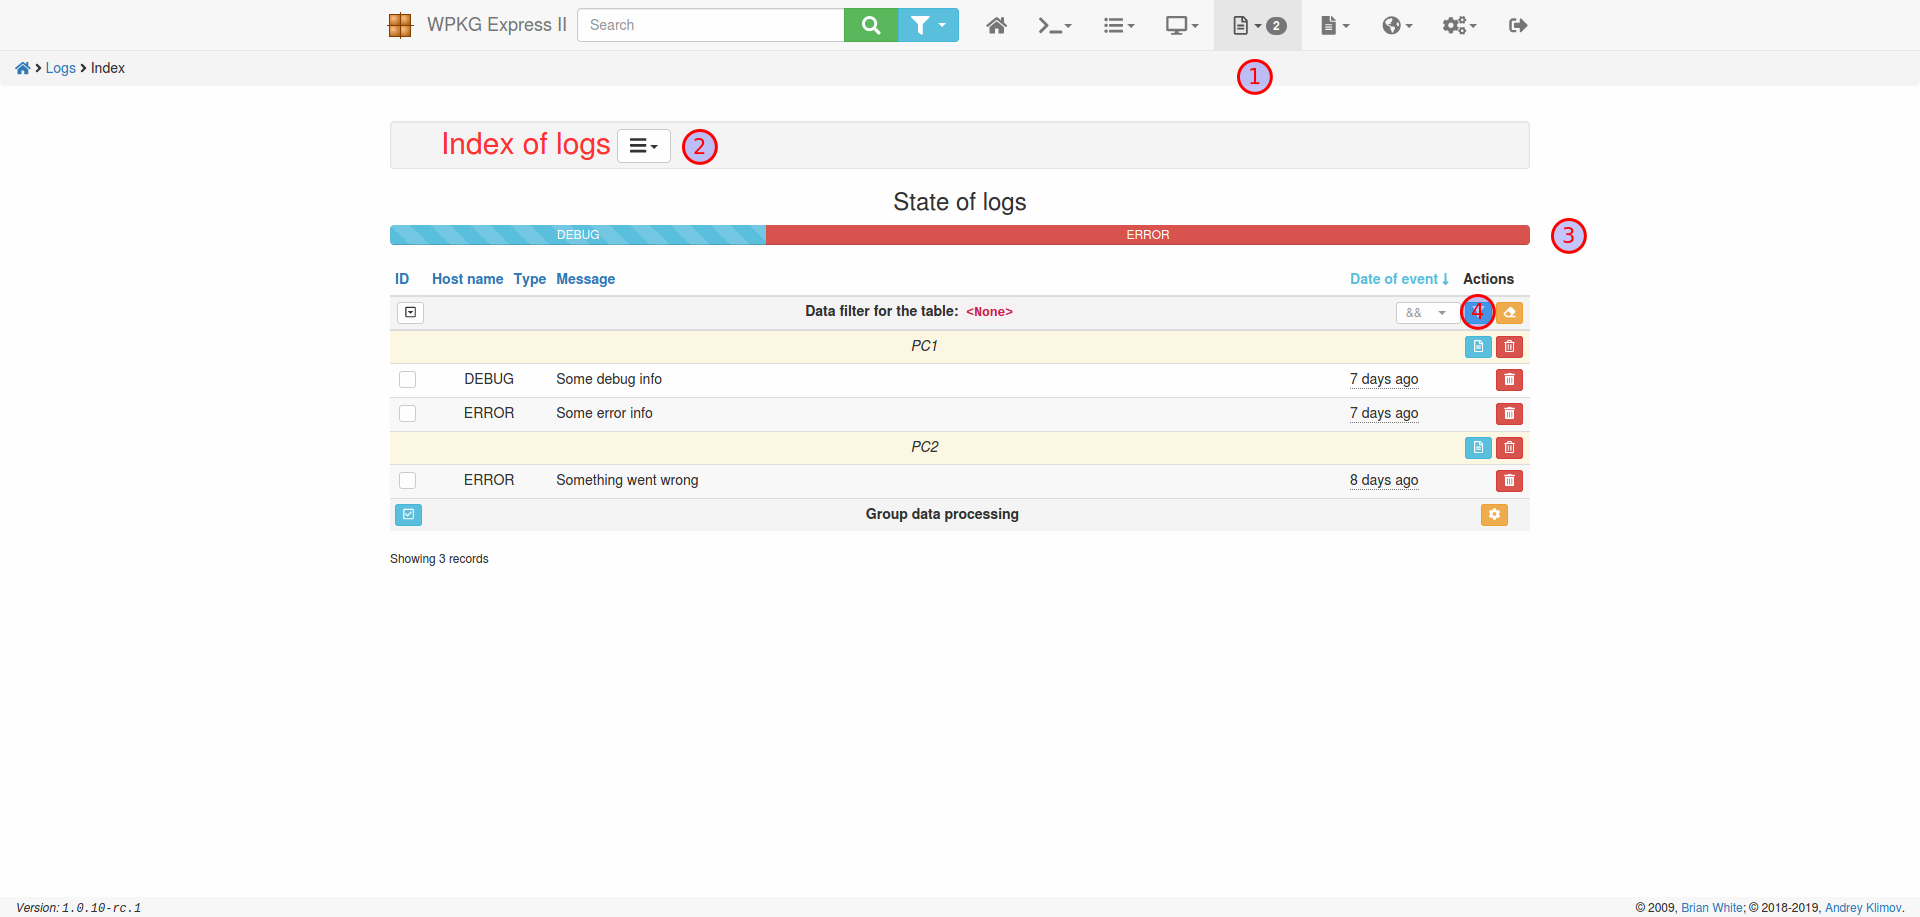 WPKG Express II Search 2
Logs Index
1
Index of logs 2
State of logs
DEBUG ERROR 3
ID Host name Type Message Date of event Actions
Data filter for the table: <None> && 4
PC1
DEBUG Some debug info 7 days ago
ERROR Some error info 7 days ago
PC2
ERROR Something went wrong 8 days ago
Group data processing
Showing 3 records
Version: 1.0.10-rc.1 © 2009, Brian White; © 2018-2019, Andrey Klimov.